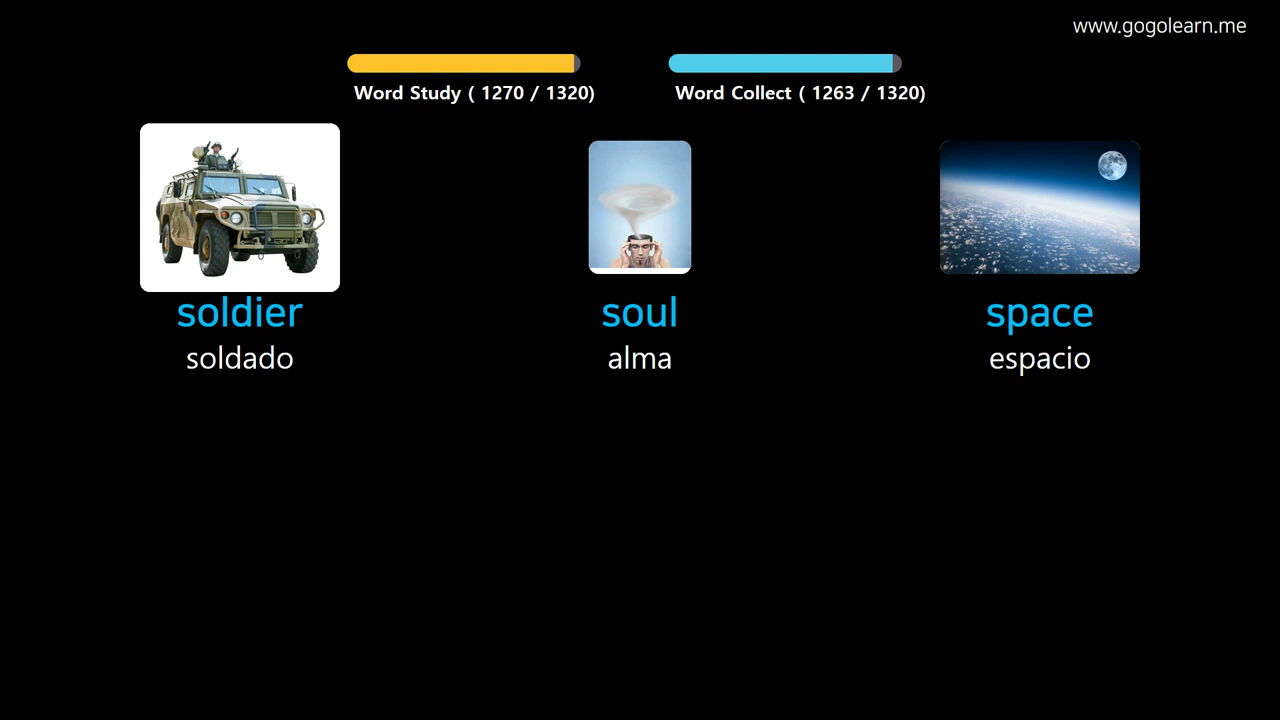 www.gogolearn.me
Word Study ( 1270 / 1320)
Word Collect ( 1263 / 1320)
soldier
soldado
soul
alma
space
espacio